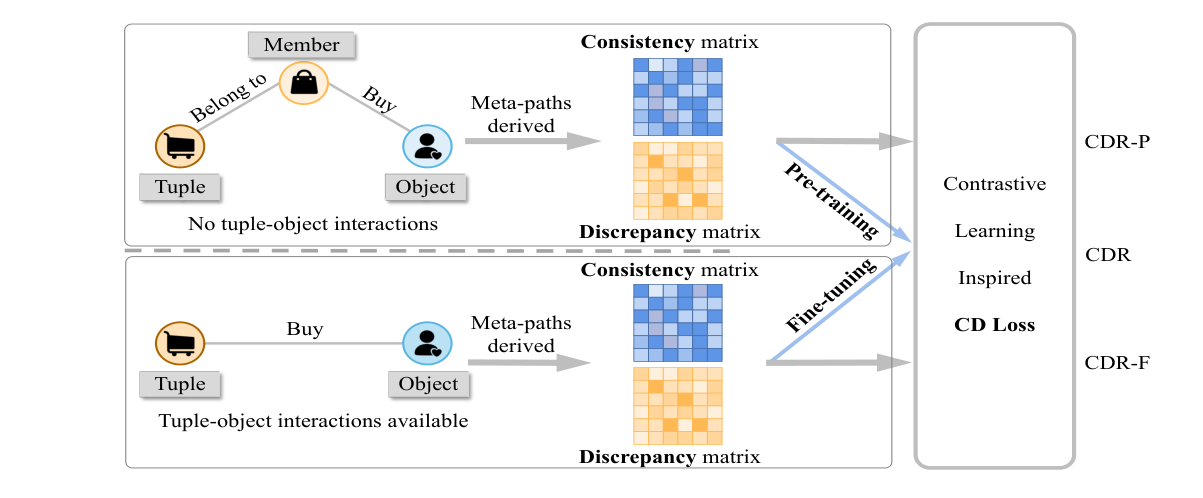 Member
Belong to
Buy
Tuple
Object
No tuple-object interactions
Meta-paths
derived
Consistency matrix
Discrepancy matrix
Pre-training
Buy
Tuple
Object
Tuple-object interactions available
Meta-paths
derived
Consistency matrix
Discrepancy matrix
Fine-tuning
Contrastive
Learning
Inspired
CD Loss
CDR-P
CDR
CDR-F